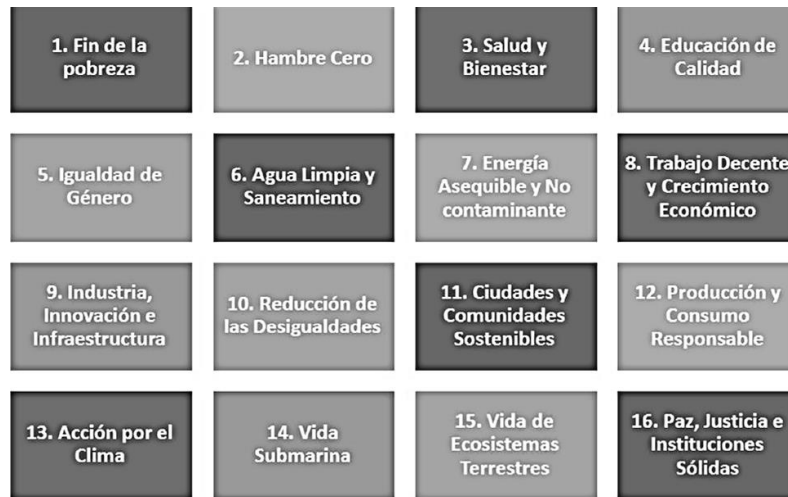 1. Fin de la
pobreza
2. Hambre Cero
3. Salud y
Bienestar
4. Educación de
Calidad
5. Igualdad de
Género
6. Agua Limpia y
Saneamiento
7. Energía
Asequible y No
contaminante
8. Trabajo Decente
y Crecimiento
Económico
9. Industria,
Innovación e
Infraestructura
10. Reducción de
las Desigualdades
11. Ciudades y
Comunidades
Sostenibles
12. Producción y
Consumo
Responsable
13. Acción por el
Clima
14. Vida
Submarina
15. Vida de
Ecosistemas
Terrestres
16. Paz, Justicia e
Instituciones
Sólidas